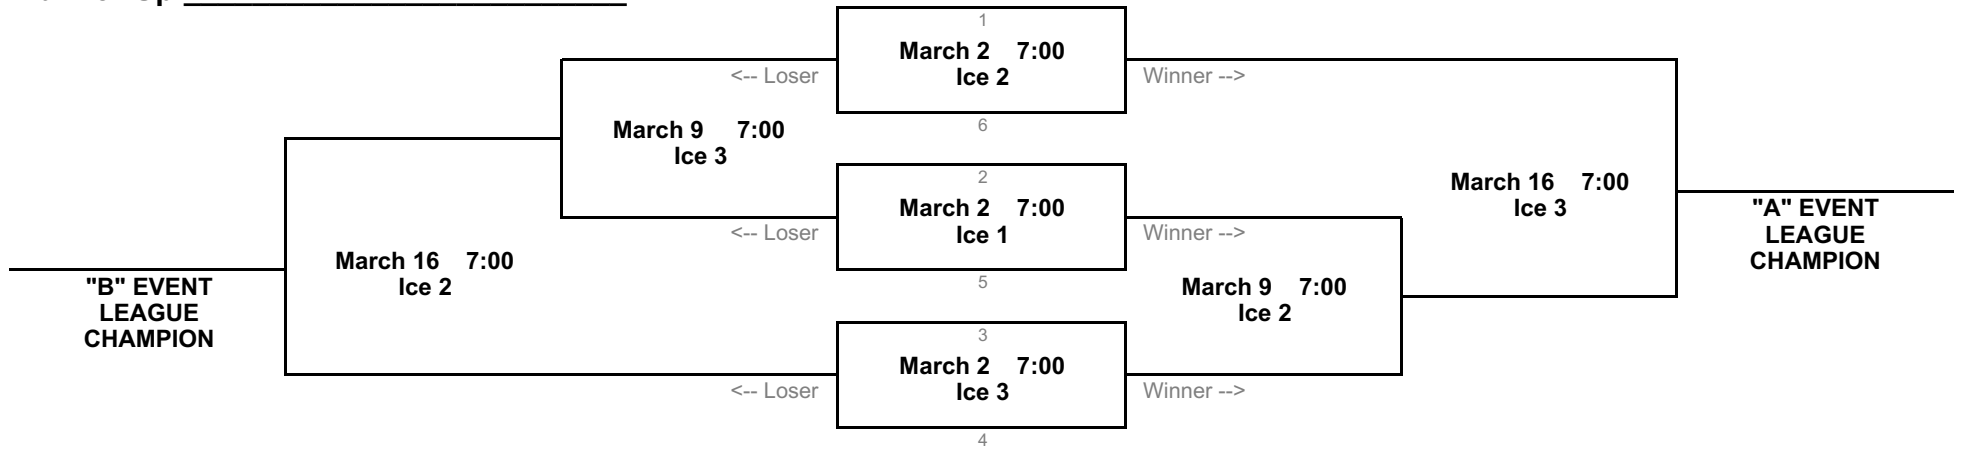 1
March 2 7:00
Ice 2
<-- Loser
Winner -->
6
March 9 7:00
Ice 3
2
March 2 7:00
Ice 1
<-- Loser
Winner -->
5
March 16 7:00
Ice 3
"A" EVENT
LEAGUE
CHAMPION
March 16 7:00
Ice 2
"B" EVENT
LEAGUE
CHAMPION
March 9 7:00
Ice 2
3
March 2 7:00
Ice 3
<-- Loser
Winner -->
4